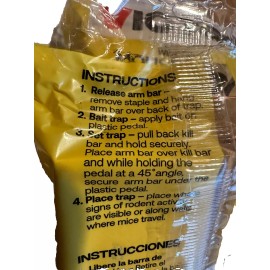 INSTRUCTIONS
1. Release arm bar –
remove staple and
arm bar over back of trap.
2. Bait trap – apply bait
plastic pedal.
3. Set trap – pull back kill
bar and hold securely.
Place arm bar over kill bar
and while holding the
pedal at a 45° angle,
secure arm bar under the
plastic pedal.
4. Place trap – place
signs of rodent
are visible or along
where mice travel.
INSTRUCCIONES
Libere la barra de
Retire el